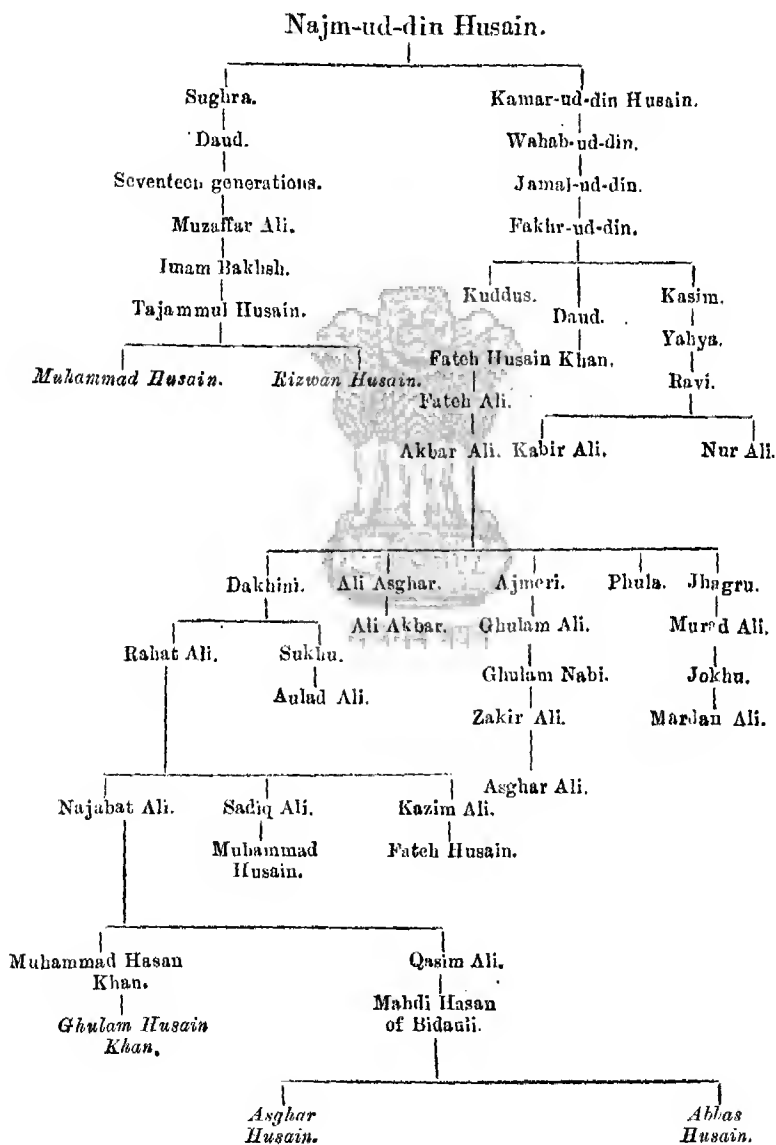 Najm-ud-din Husain.
Sughra. Kamar-ud-din Husain.
Daud. Wahab-ud-din.
Seventeen generations. Jamal-ud-din.
Muzaffar Ali. Fakhr-ud-din.
Imam Bakhsh.
Kuddus. Daud. Kasim.
Tajammul Husain.
Yahya.
Muhammad Husain. Rizwan Husain. Fateh Husain Khan. Ravi.
Fateh Ali.
Akbar Ali. Kabir Ali. Nur Ali.
Dakhini. Ali Asghar. Ajmeri. Phula. Jhagru.
Ali Akbar. Ghulam Ali. Murad Ali.
Rahat Ali. Sukhu.
Ghulam Nabi. Jokhu.
Aulad Ali.
Zakir Ali. Mardan Ali.
Asghar Ali.
Najabat Ali. Sadiq Ali. Kazim Ali.
Muhammad Fateh Husain.
Husain.
Muhammad Hasan Qasim Ali.
Khan.
Mahdi Hasan
Ghulam Husain of Bidauli.
Khan.
Asghar Abbas
Husain. Husain.